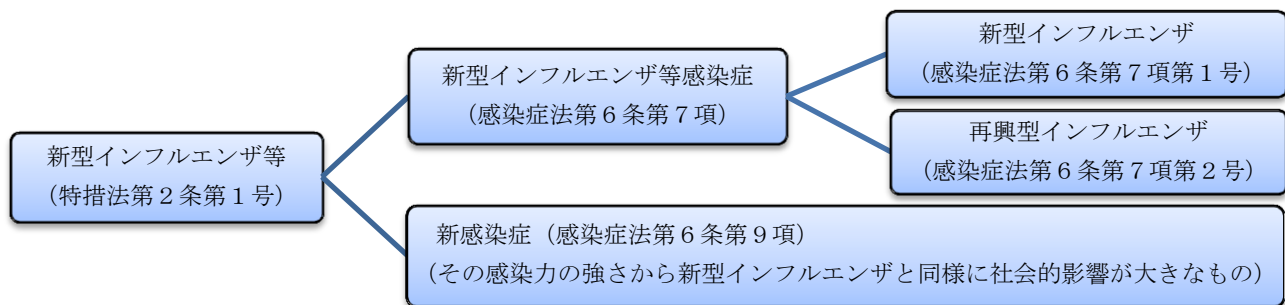 新型インフルエンザ等
(特措法第２条第１号)
新型インフルエンザ等感染症
(感染症法第６条第７項)
新型インフルエンザ
(感染症法第６条第７項第１号)
再興型インフルエンザ
(感染症法第６条第７項第２号)
新感染症（感染症法第６条第９項)
(その感染力の強さから新型インフルエンザと同様に社会的影響が大きなもの)